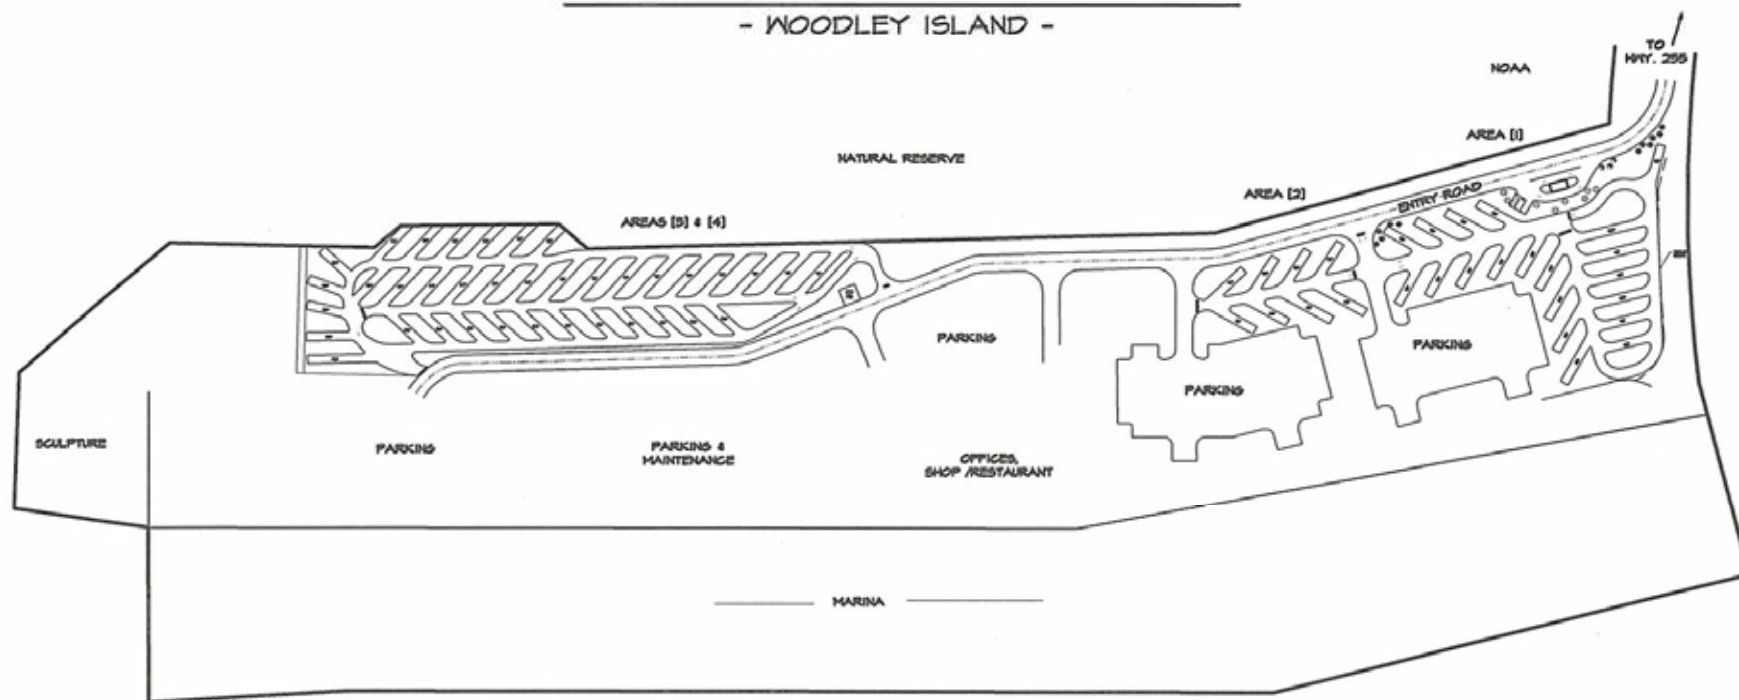 - WOODLEY ISLAND -
TO
HWY. 255
NOAA
AREA [1]
NATURAL RESERVE
AREA [2]
ENTRY ROAD
AREAS [3] & [4]
PARKING
PARKING
PARKING
SCULPTURE
PARKING
PARKING &
MAINTENANCE
OFFICES,
SHOP /RESTAURANT
MARINA